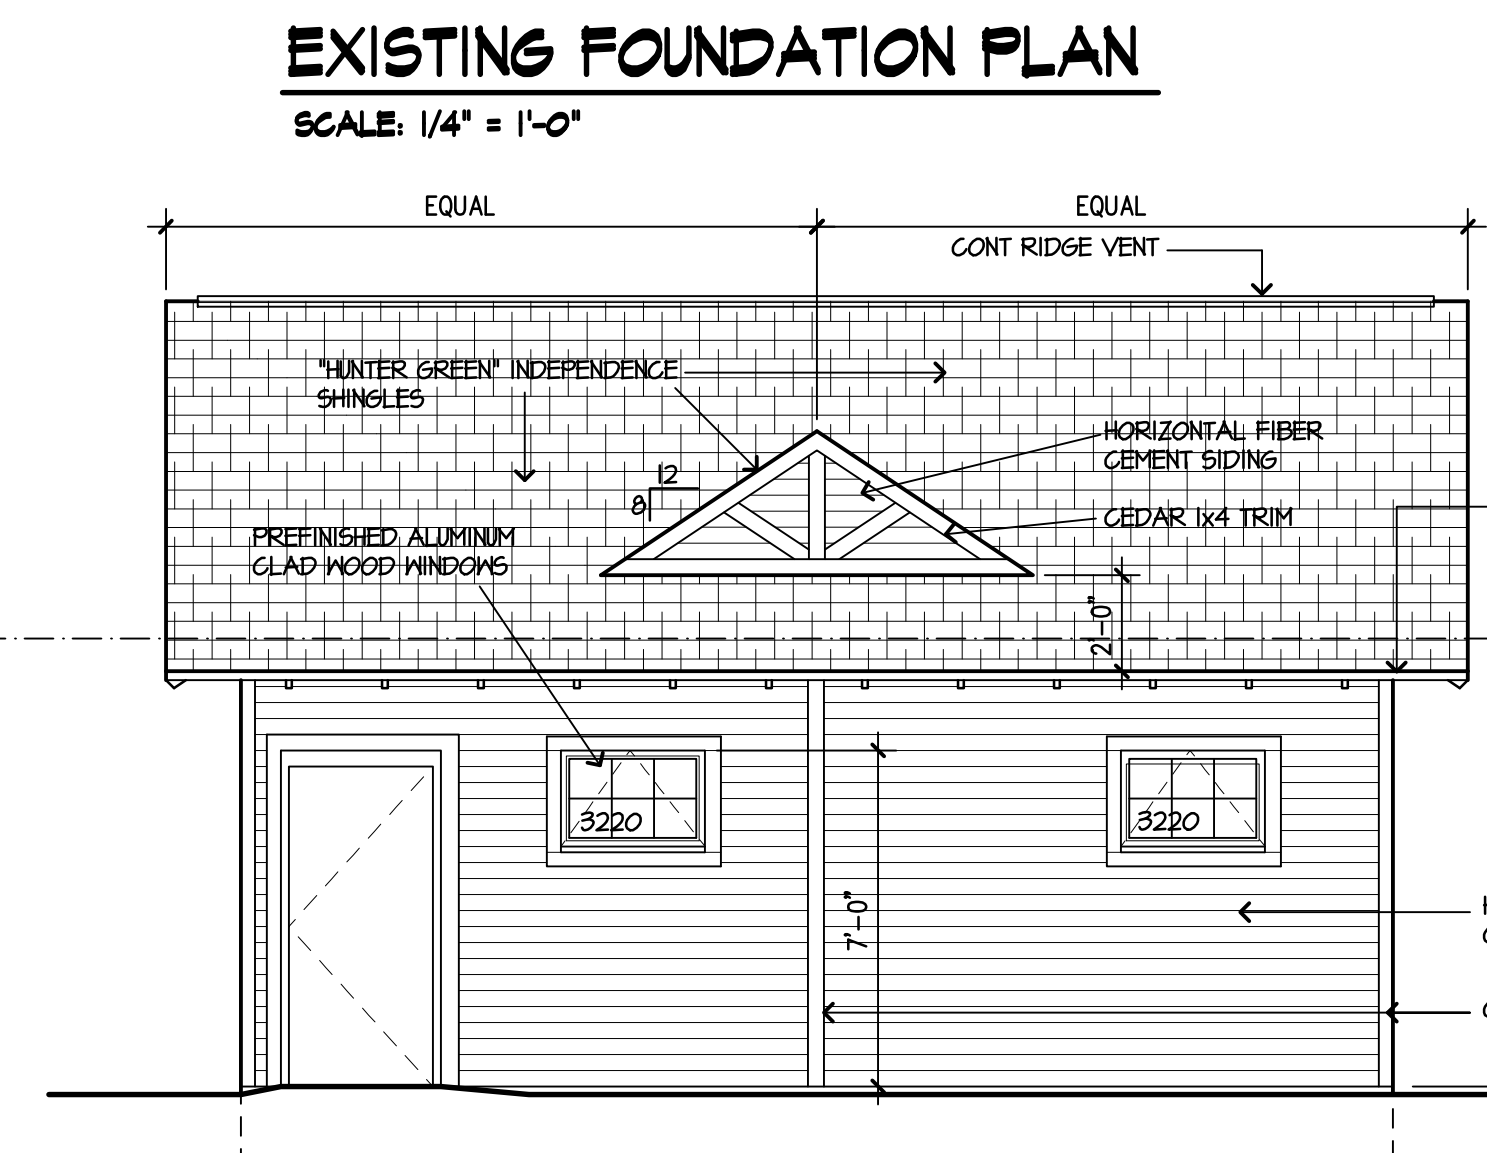 EXISTING FOUNDATION PLAN
SCALE: 1/4" = 1'-0"
EQUAL
EQUAL
CONT RIDGE VENT
"HUNTER GREEN" INDEPENDENCE
SHINGLES
HORIZONTAL FIBER
CEMENT SIDING
12
8
CEDAR 1x4 TRIM
PREFINISHED ALUMINUM
CLAD WOOD WINDOWS
2'-0"
3220
3220
7'-0"